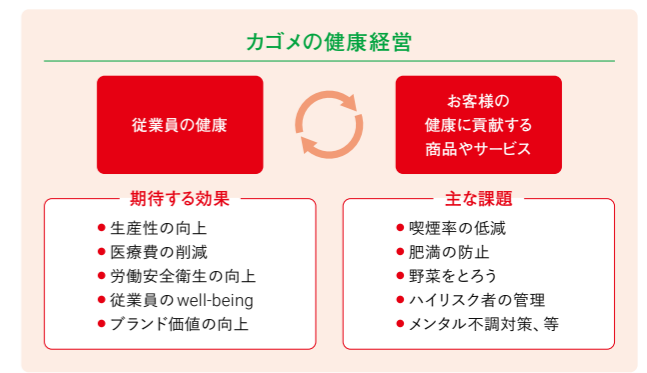 カゴメの健康経営
従業員の健康
お客様の
健康に貢献する
商品やサービス
期待する効果
●生産性の向上
●医療費の削減
●労働安全衛生の向上
●従業員のwell-being
●ブランド価値の向上
主な課題
●喫煙率の低減
●肥満の防止
●野菜をとろう
●ハイリスク者の管理
●メンタル不調対策、等